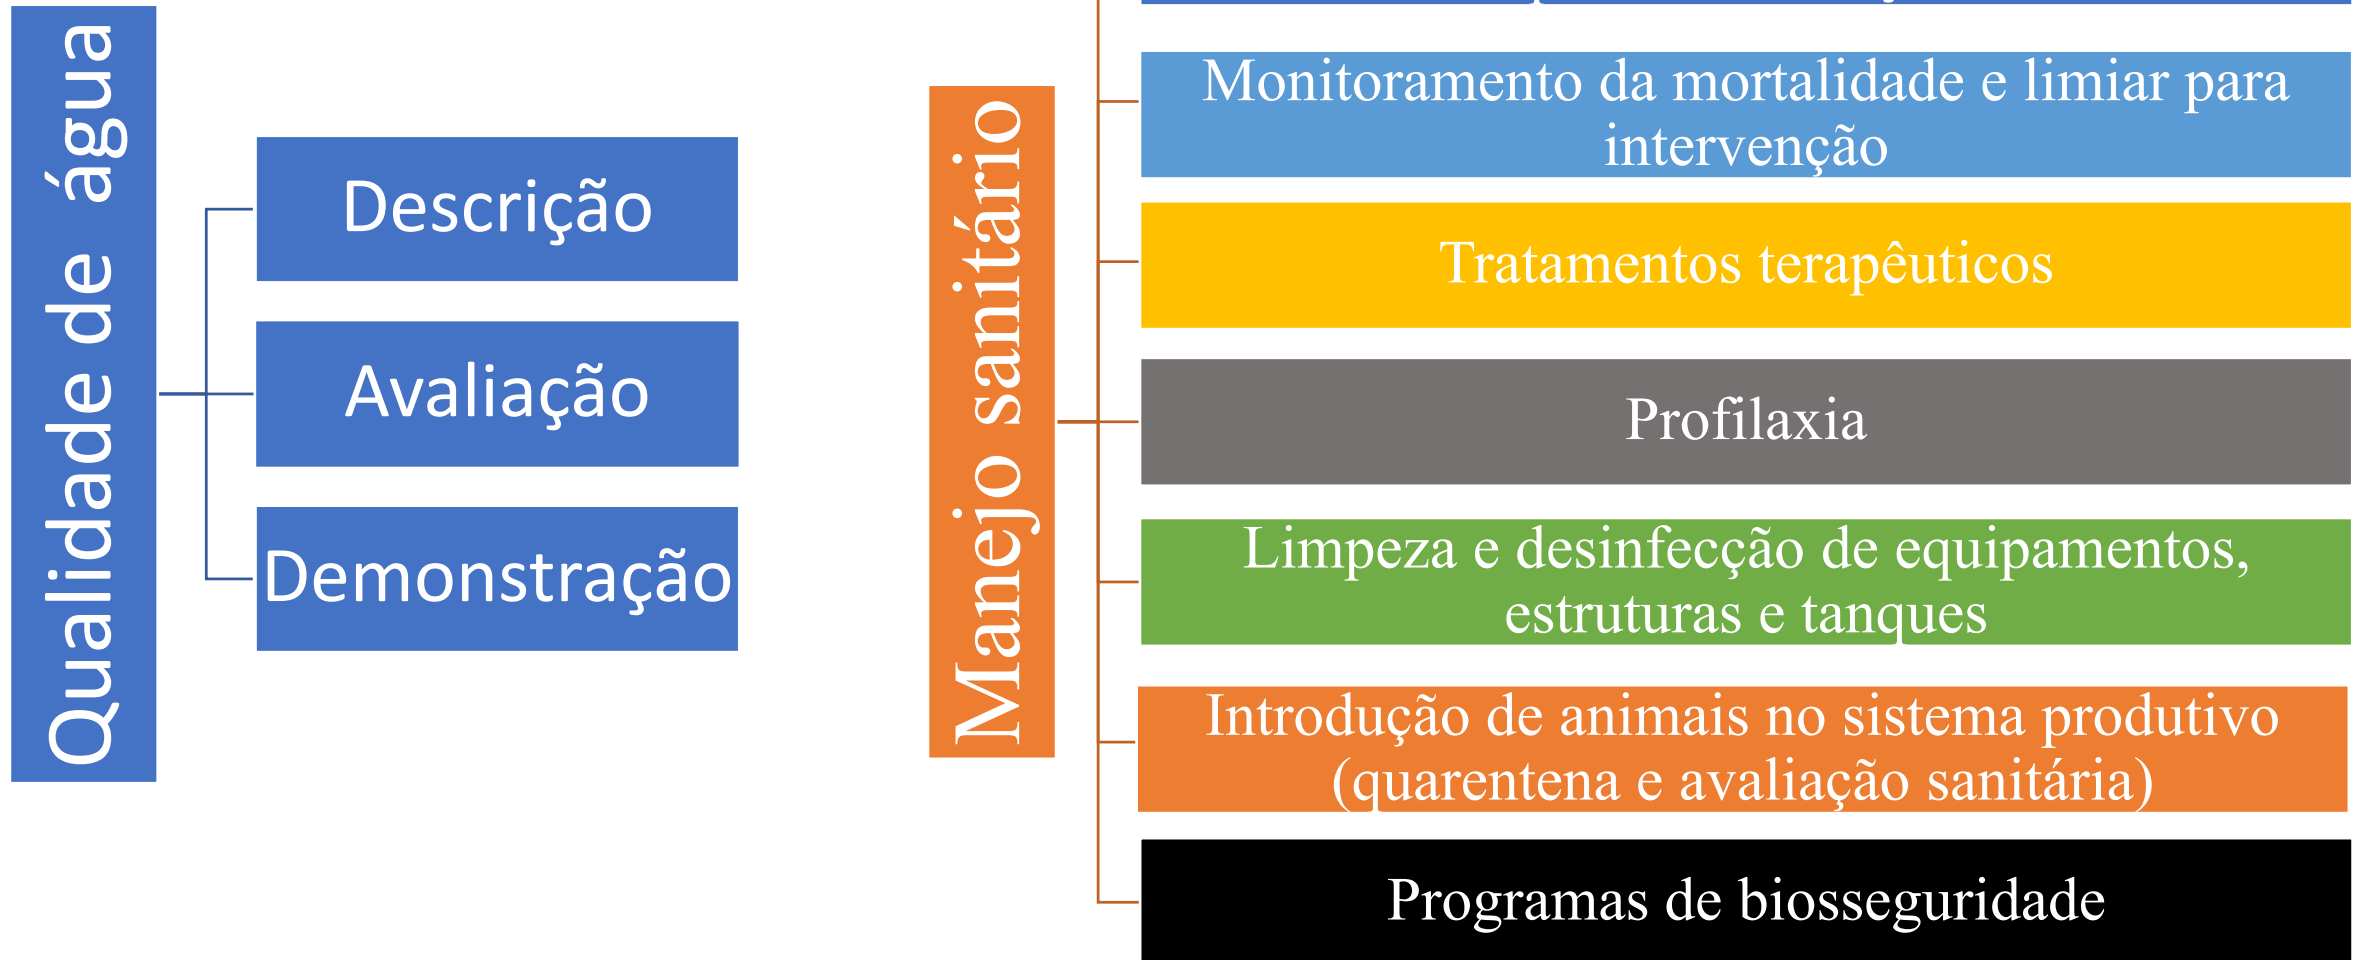 Qualidade de água
Descrição
Avaliação
Demonstração
Manejo sanitário
Monitoramento da mortalidade e limiar para
intervenção
Tratamentos terapêuticos
Profilaxia
Limpeza e desinfecção de equipamentos,
estruturas e tanques
Introdução de animais no sistema produtivo
(quarentena e avaliação sanitária)
Programas de biosseguridade